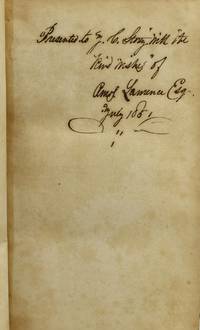 Presented to J. C. Story with the
kind wishes of
Amos Lawrence Esq.
July 1851